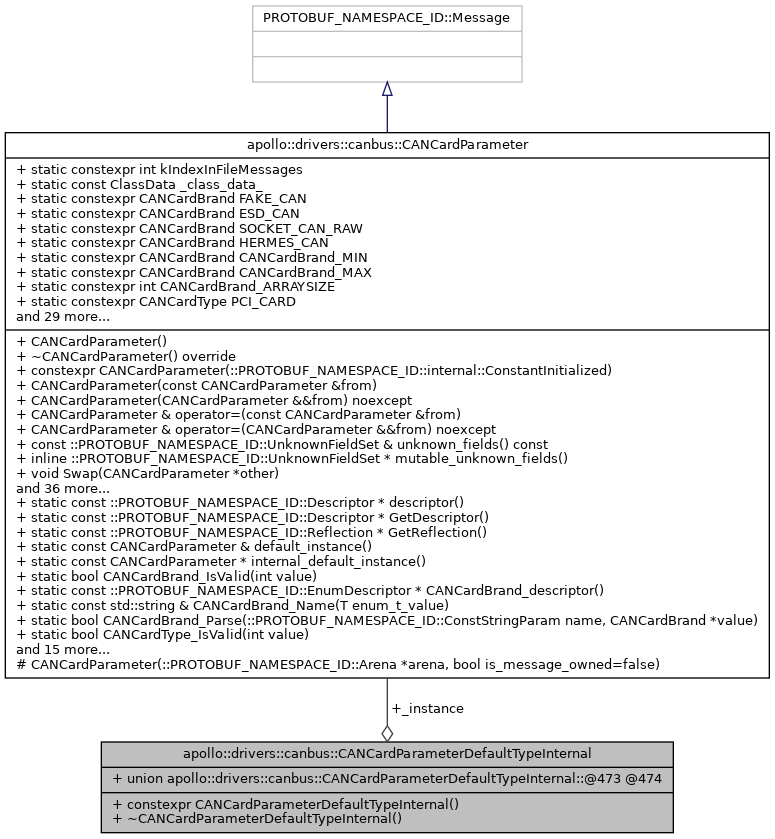 PROTOBUF_NAMESPACE_ID::Message
apollo::drivers::canbus::CANCardParameter
+ static constexpr int kIndexInFileMessages
+ static const ClassData _class_data_
+ static constexpr CANCardBrand FAKE_CAN
+ static constexpr CANCardBrand ESD_CAN
+ static constexpr CANCardBrand SOCKET_CAN_RAW
+ static constexpr CANCardBrand HERMES_CAN
+ static constexpr CANCardBrand CANCardBrand_MIN
+ static constexpr CANCardBrand CANCardBrand_MAX
+ static constexpr int CANCardBrand_ARRAYSIZE
+ static constexpr CANCardType PCI_CARD
and 29 more...
+ CANCardParameter()
+ ~CANCardParameter() override
+ constexpr CANCardParameter(::PROTOBUF_NAMESPACE_ID::internal::ConstantInitialized)
+ CANCardParameter(const CANCardParameter &from)
+ CANCardParameter(CANCardParameter &&from) noexcept
+ CANCardParameter & operator=(const CANCardParameter &from)
+ CANCardParameter & operator=(CANCardParameter &&from) noexcept
+ const ::PROTOBUF_NAMESPACE_ID::UnknownFieldSet & unknown_fields() const
+ inline ::PROTOBUF_NAMESPACE_ID::UnknownFieldSet * mutable_unknown_fields()
+ void Swap(CANCardParameter *other)
and 36 more...
+ static const ::PROTOBUF_NAMESPACE_ID::Descriptor * descriptor()
+ static const ::PROTOBUF_NAMESPACE_ID::Descriptor * GetDescriptor()
+ static const ::PROTOBUF_NAMESPACE_ID::Reflection * GetReflection()
+ static const CANCardParameter & default_instance()
+ static const CANCardParameter * internal_default_instance()
+ static bool CANCardBrand_IsValid(int value)
+ static const ::PROTOBUF_NAMESPACE_ID::EnumDescriptor * CANCardBrand_descriptor()
+ static const std::string & CANCardBrand_Name(T enum_t_value)
+ static bool CANCardBrand_Parse(::PROTOBUF_NAMESPACE_ID::ConstStringParam name, CANCardBrand *value)
+ static bool CANCardType_IsValid(int value)
and 15 more...
# CANCardParameter(::PROTOBUF_NAMESPACE_ID::Arena *arena, bool is_message_owned=false)
+_instance
apollo::drivers::canbus::CANCardParameterDefaultTypeInternal
+ union apollo::drivers::canbus::CANCardParameterDefaultTypeInternal::@473 @474
+ constexpr CANCardParameterDefaultTypeInternal()
+ ~CANCardParameterDefaultTypeInternal()